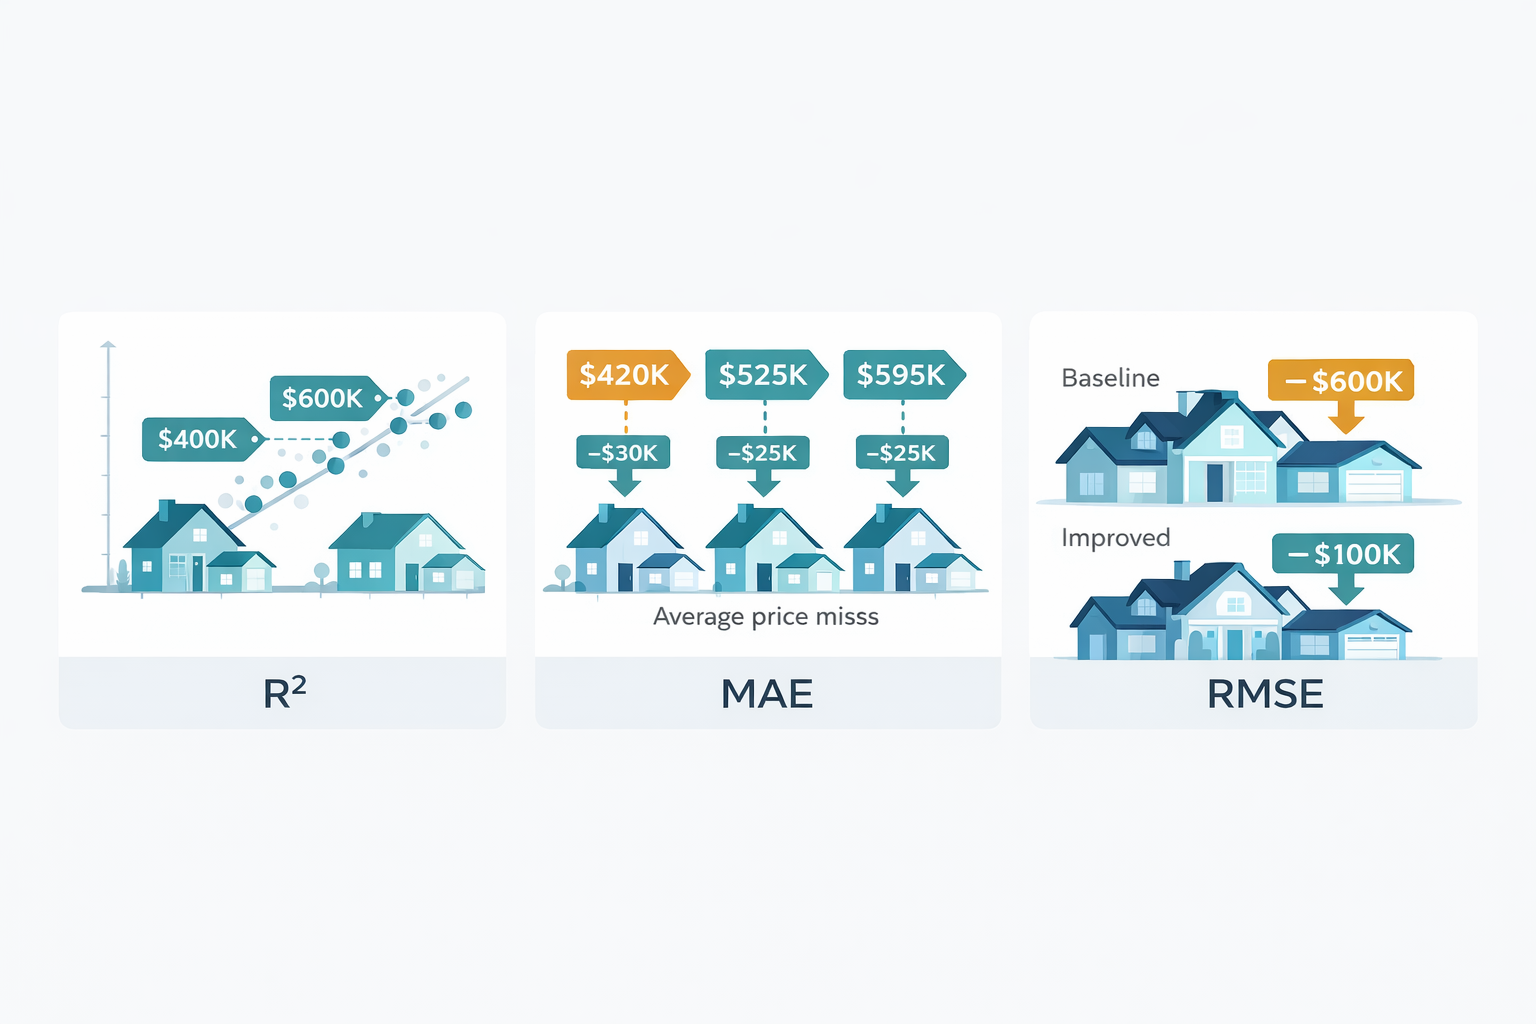 $600K
$400K
R²
$420K
$525K
$595K
–$30K
–$25K
–$25K
Average price misss
MAE
Baseline
– $600K
Improved
– $100K
RMSE